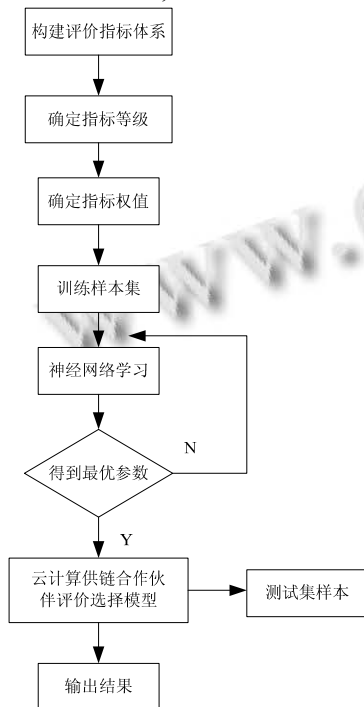 构建评价指标体系
确定指标等级
确定指标权值
训练样本集
神经网络学习
得到最优参数
N
Y
云计算供链合作伙
伴评价选择模型
测试集样本
输出结果
www.